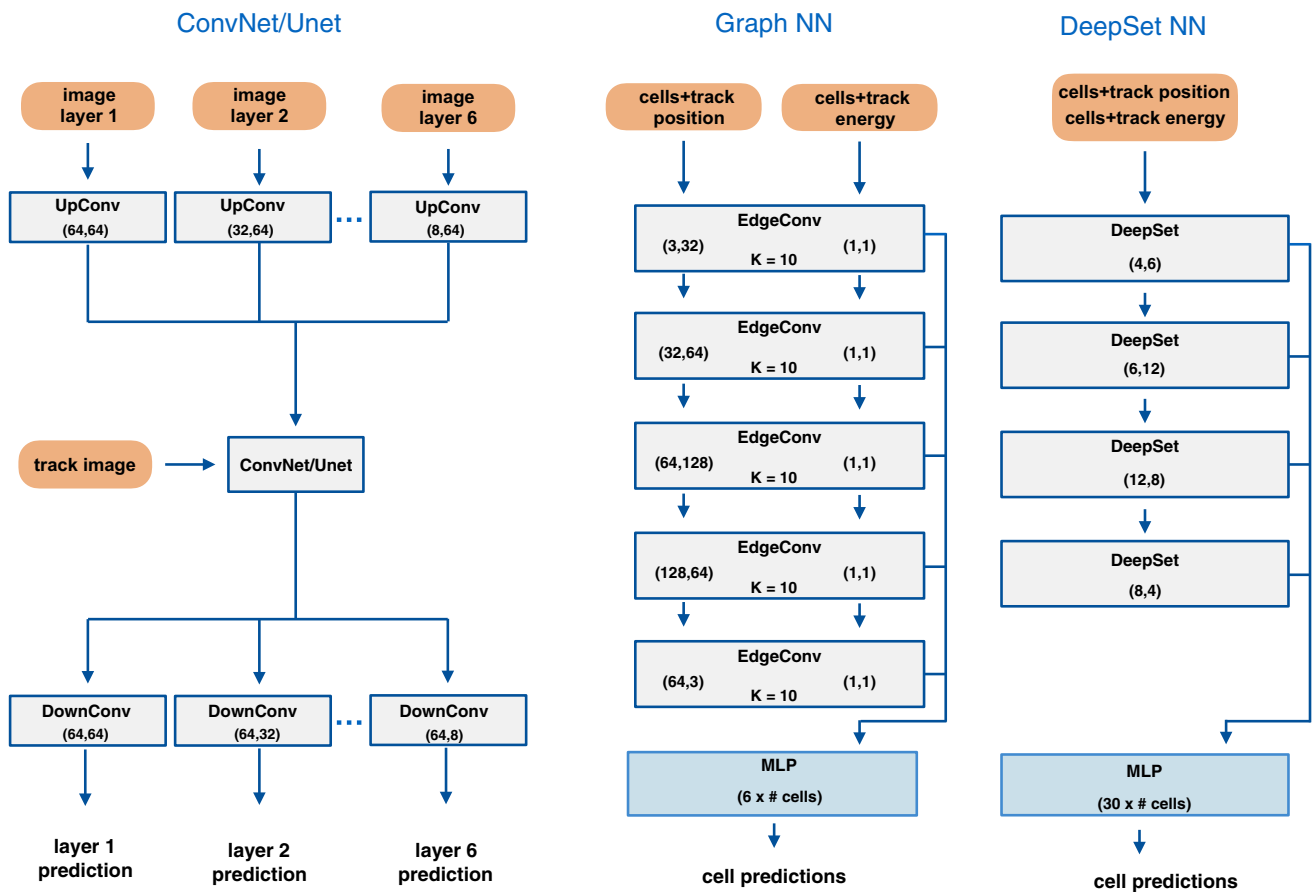 ConvNet/Unet
image
layer 1
image
layer 2
image
layer 6
UpConv
(64,64)
UpConv
(32,64)
...
UpConv
(8,64)
track image
ConvNet/Unet
DownConv
(64,64)
DownConv
(64,32)
...
DownConv
(64,8)
layer 1
prediction
layer 2
prediction
layer 6
prediction
Graph NN
cells+track
position
cells+track
energy
EdgeConv
(3,32)
(1,1)
K = 10
EdgeConv
(32,64)
(1,1)
K = 10
EdgeConv
(64,128)
(1,1)
K = 10
EdgeConv
(128,64)
(1,1)
K = 10
EdgeConv
(64,3)
(1,1)
K = 10
MLP
(6 x # cells)
cell predictions
DeepSet NN
cells+track position
cells+track energy
DeepSet
(4,6)
DeepSet
(6,12)
DeepSet
(12,8)
DeepSet
(8,4)
MLP
(30 x # cells)
cell predictions